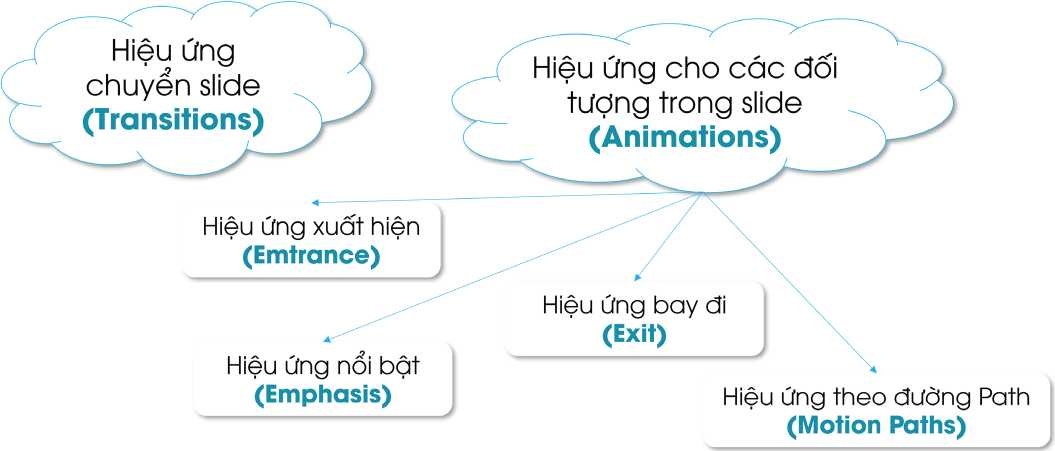 Hiệu ứng
chuyển slide
(Transitions)
Hiệu ứng cho các đối
tượng trong slide
(Animations)
Hiệu ứng xuất hiện
(Emtrance)
Hiệu ứng bay đi
(Exit)
Hiệu ứng nổi bật
(Emphasis)
Hiệu ứng theo đường Path
(Motion Paths)